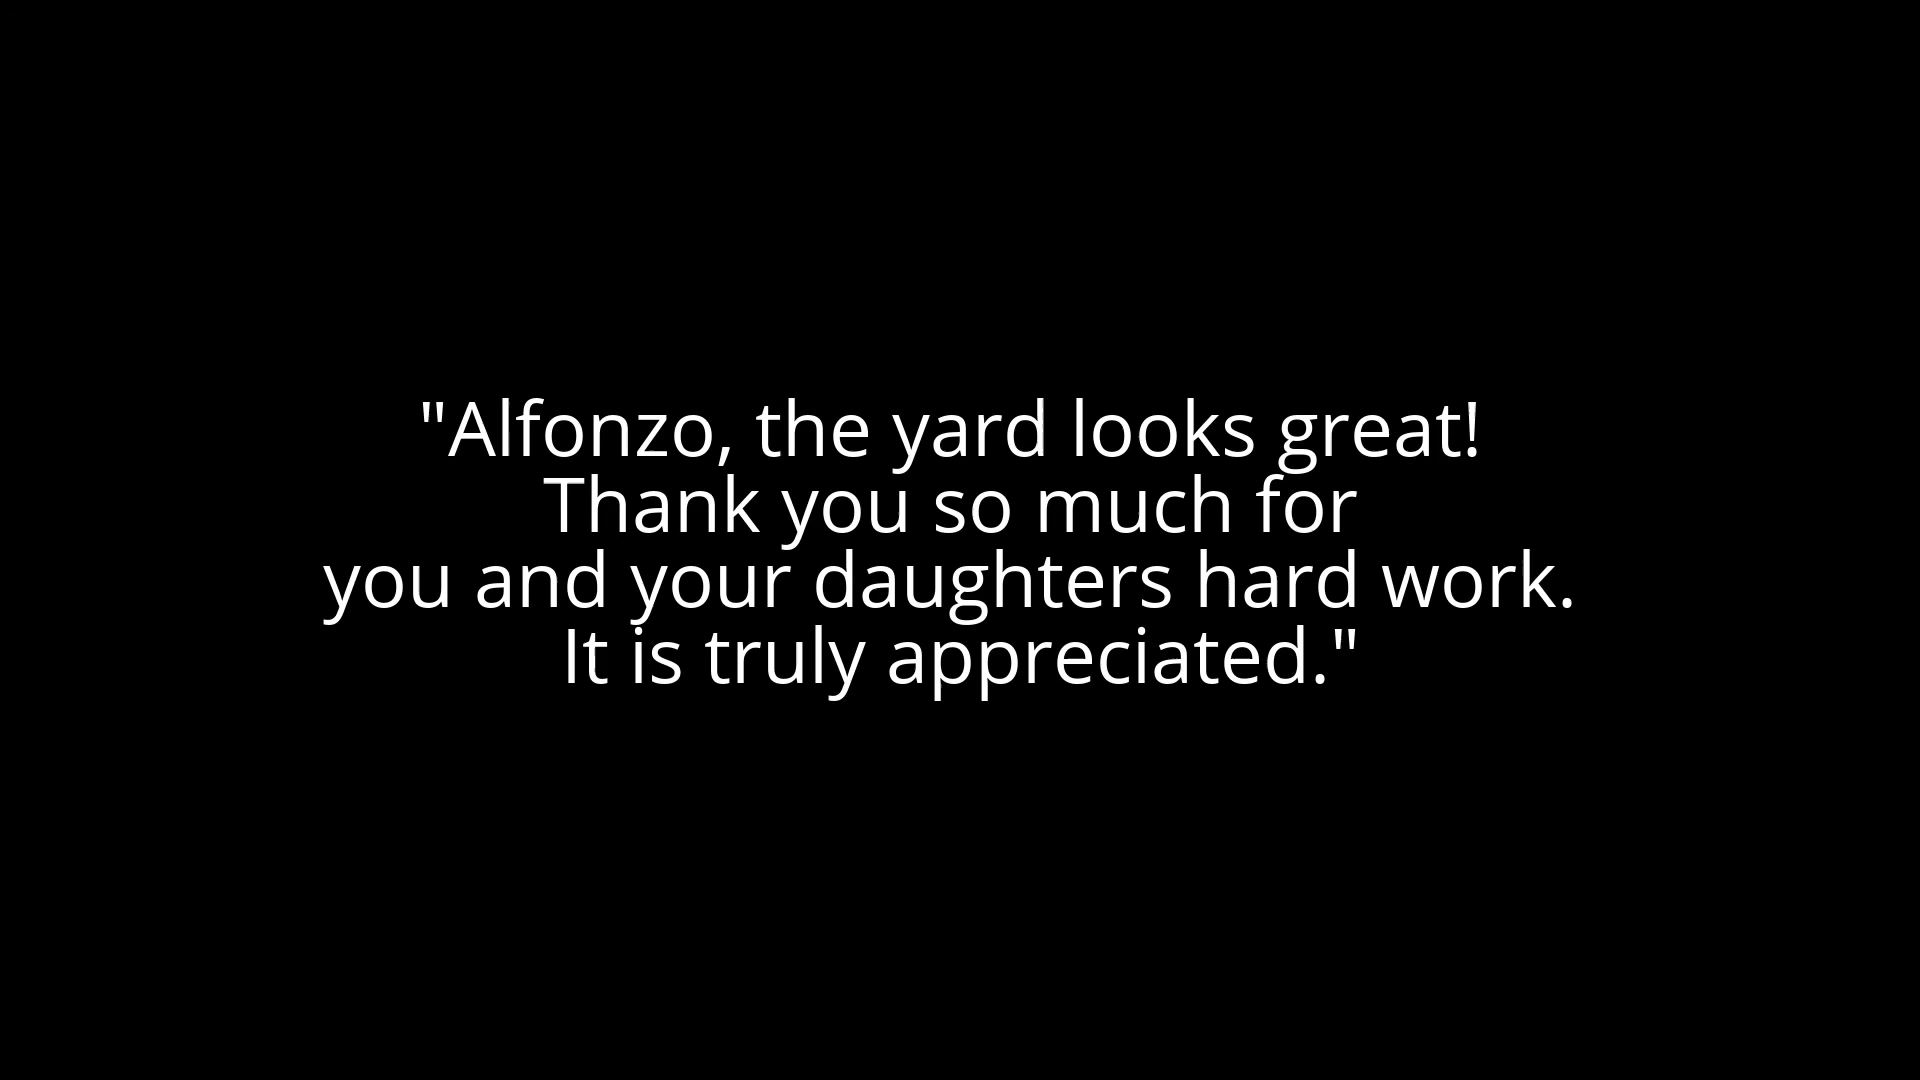 "Alfonzo, the yard looks great!
Thank you so much for
you and your daughters hard work.
It is truly appreciated."